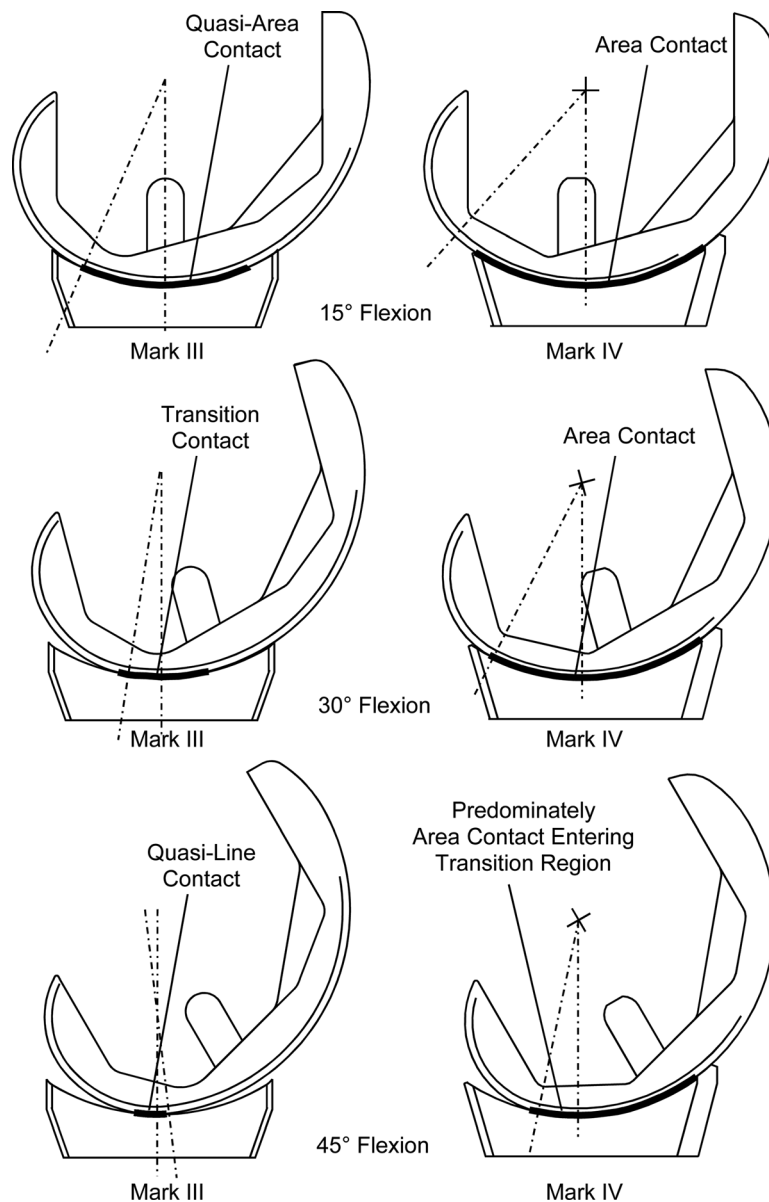 Quasi-Area
Contact
Area Contact
15° Flexion
Mark III
Mark IV
Transition
Contact
Area Contact
30° Flexion
Mark III
Mark IV
Quasi-Line
Contact
Predominately
Area Contact Entering
Transition Region
45° Flexion
Mark III
Mark IV